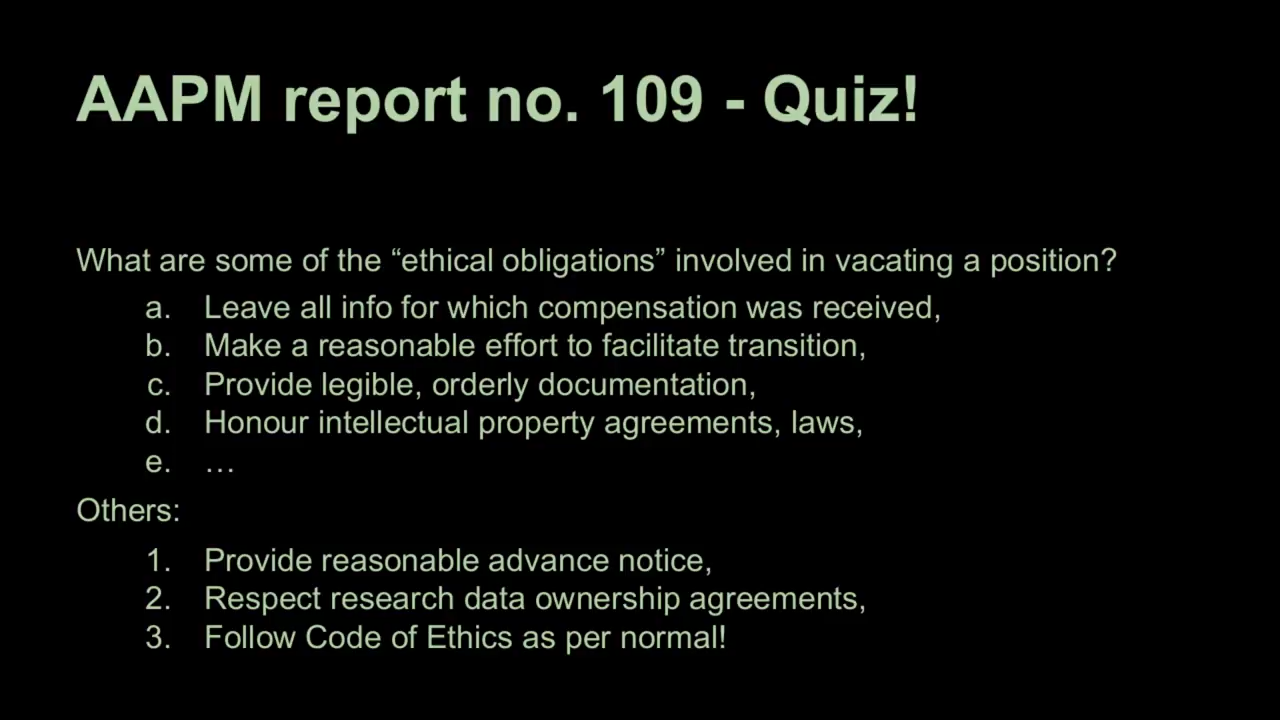 AAPM report no. 109 - Quiz!
What are some of the “ethical obligations” involved in vacating a position?
a. Leave all info for which compensation was received,
b. Make a reasonable effort to facilitate transition,
c. Provide legible, orderly documentation,
d. Honour intellectual property agreements, laws,
e. …
Others:
1. Provide reasonable advance notice,
2. Respect research data ownership agreements,
3. Follow Code of Ethics as per normal!